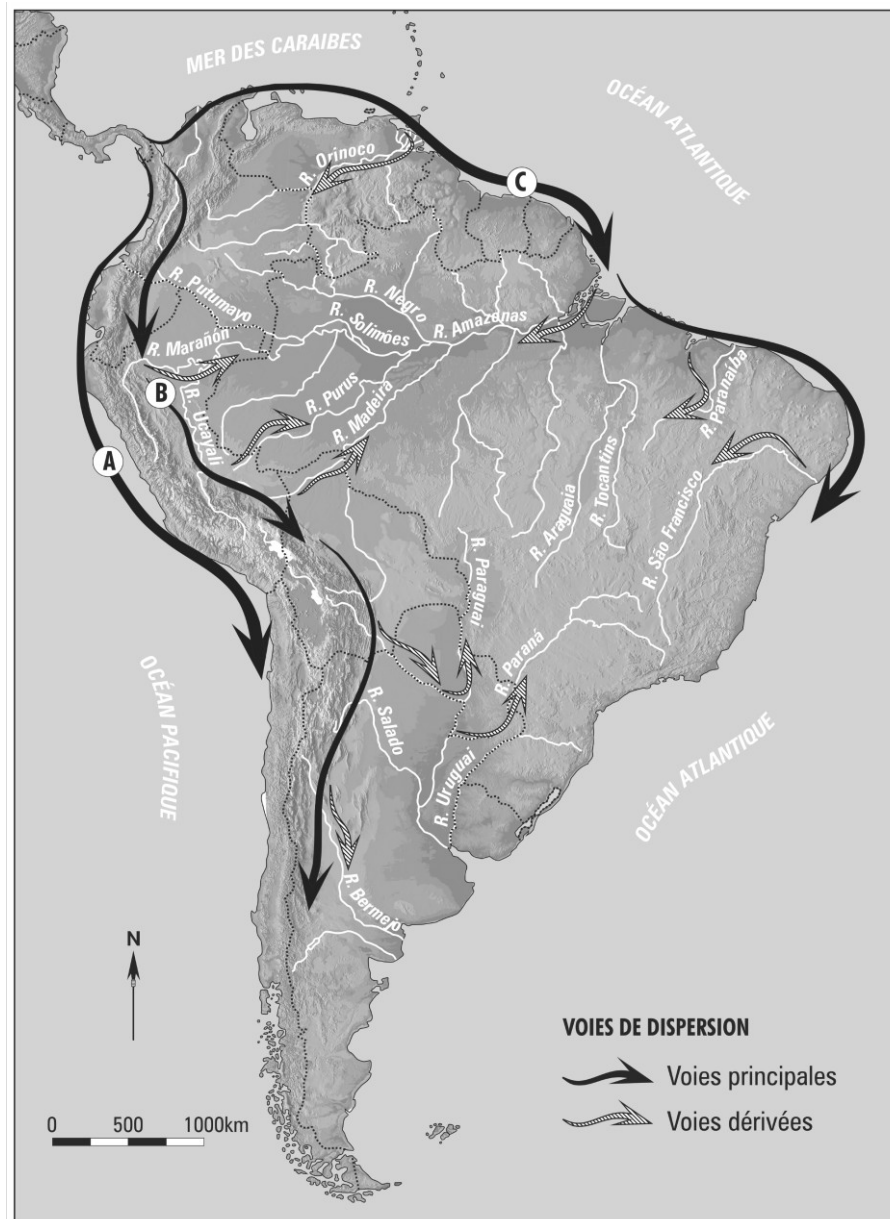 MER DES CARAIBES
OCÉAN ATLANTIQUE
R. Orinoco
C
R. Putumayo
R. Negro
R. Solimões
R. Amazonas
R. Marañón
R. Paranaíba
B
R. Ucayali
R. Purus
R. Madeira
A
R. Araguaia
R. Tocantins
R. São Francisco
R. Paraguai
R. Paraná
OCÉAN PACIFIQUE
R. Salado
R. Uruguai
OCÉAN ATLANTIQUE
R. Bermejo
N
VOIES DE DISPERSION
Voies principales
Voies dérivées
0 500 1000km